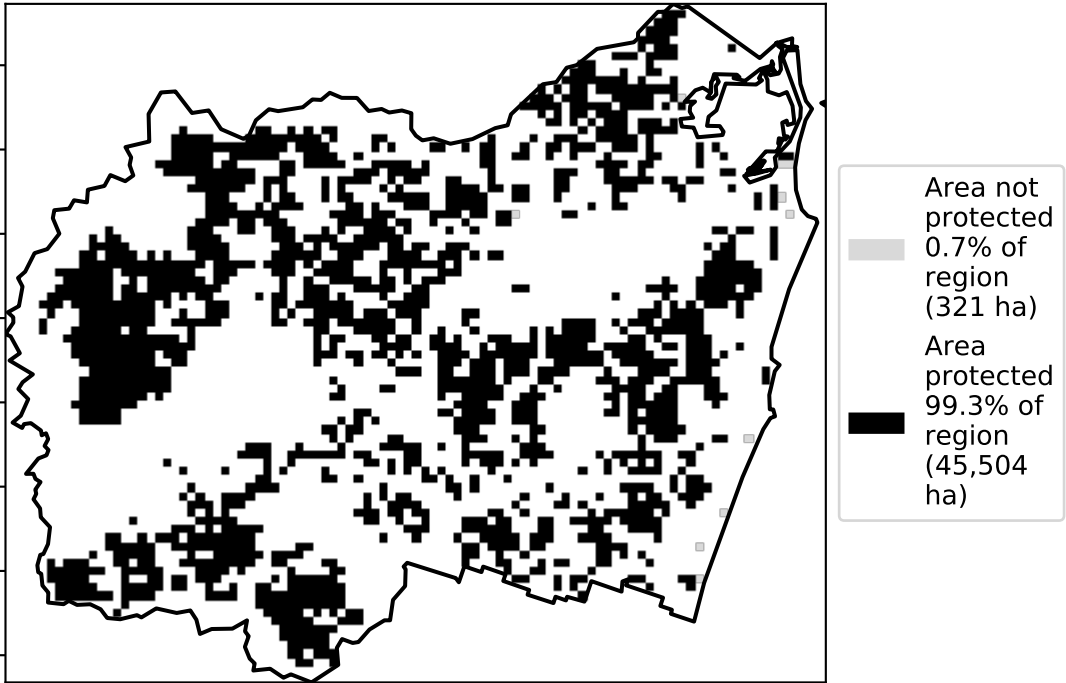 Area not
protected
0.7% of
region
(321 ha)
Area
protected
99.3% of
region
(45,504
ha)